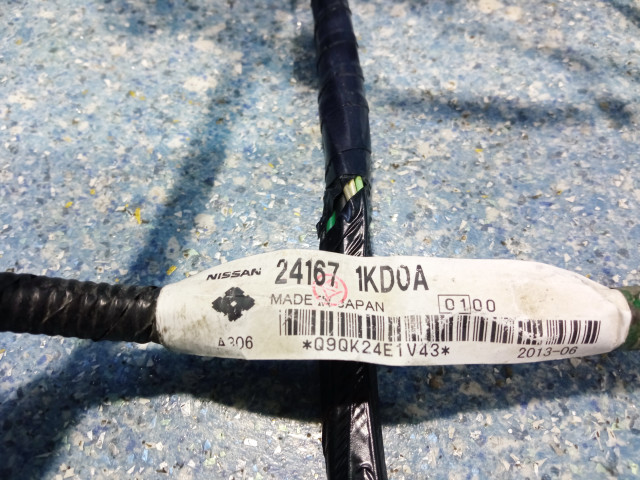 NISSAN 24167 1KD0A
MADE IN JAPAN 0100
A306 *Q9QK24E1V43* 2013-06